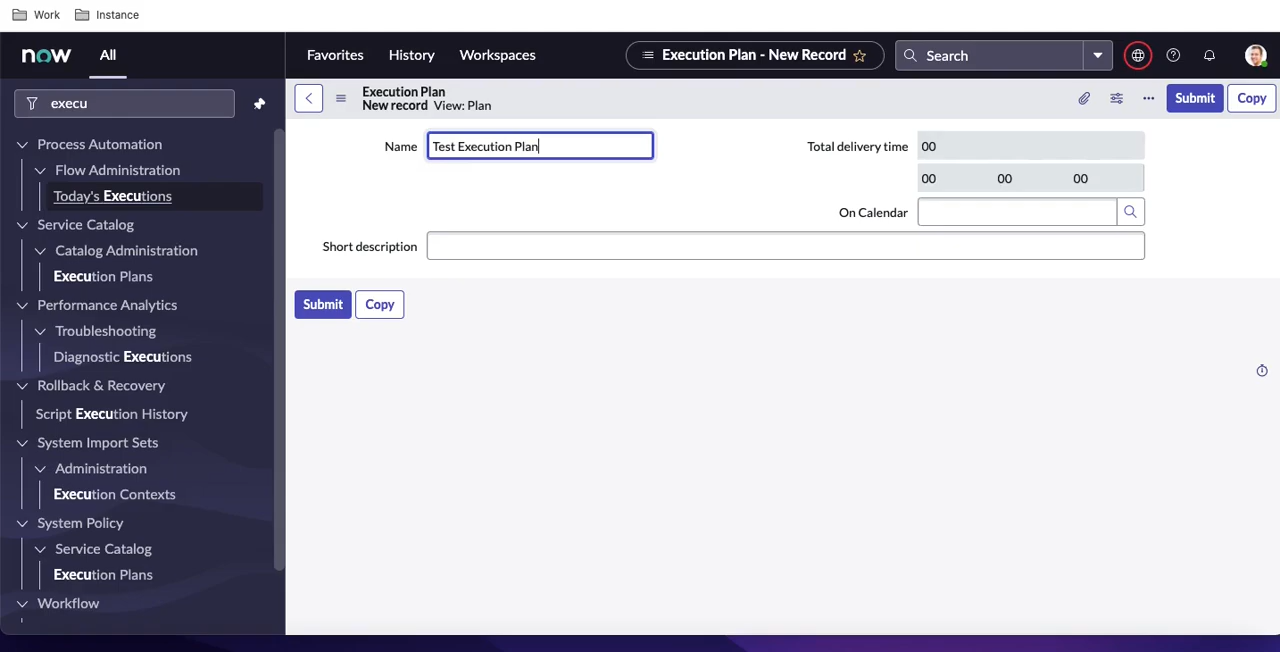 Work Instance
now All Favorites History Workspaces Execution Plan - New Record Search
execu
Execution Plan
New record View: Plan
Submit Copy
Process Automation
Flow Administration
Today's Executions
Service Catalog
Catalog Administration
Execution Plans
Performance Analytics
Troubleshooting
Diagnostic Executions
Rollback & Recovery
Script Execution History
System Import Sets
Administration
Execution Contexts
System Policy
Service Catalog
Execution Plans
Workflow
Name Test Execution Plan
Total delivery time 00
00 00 00
On Calendar
Short description
Submit Copy